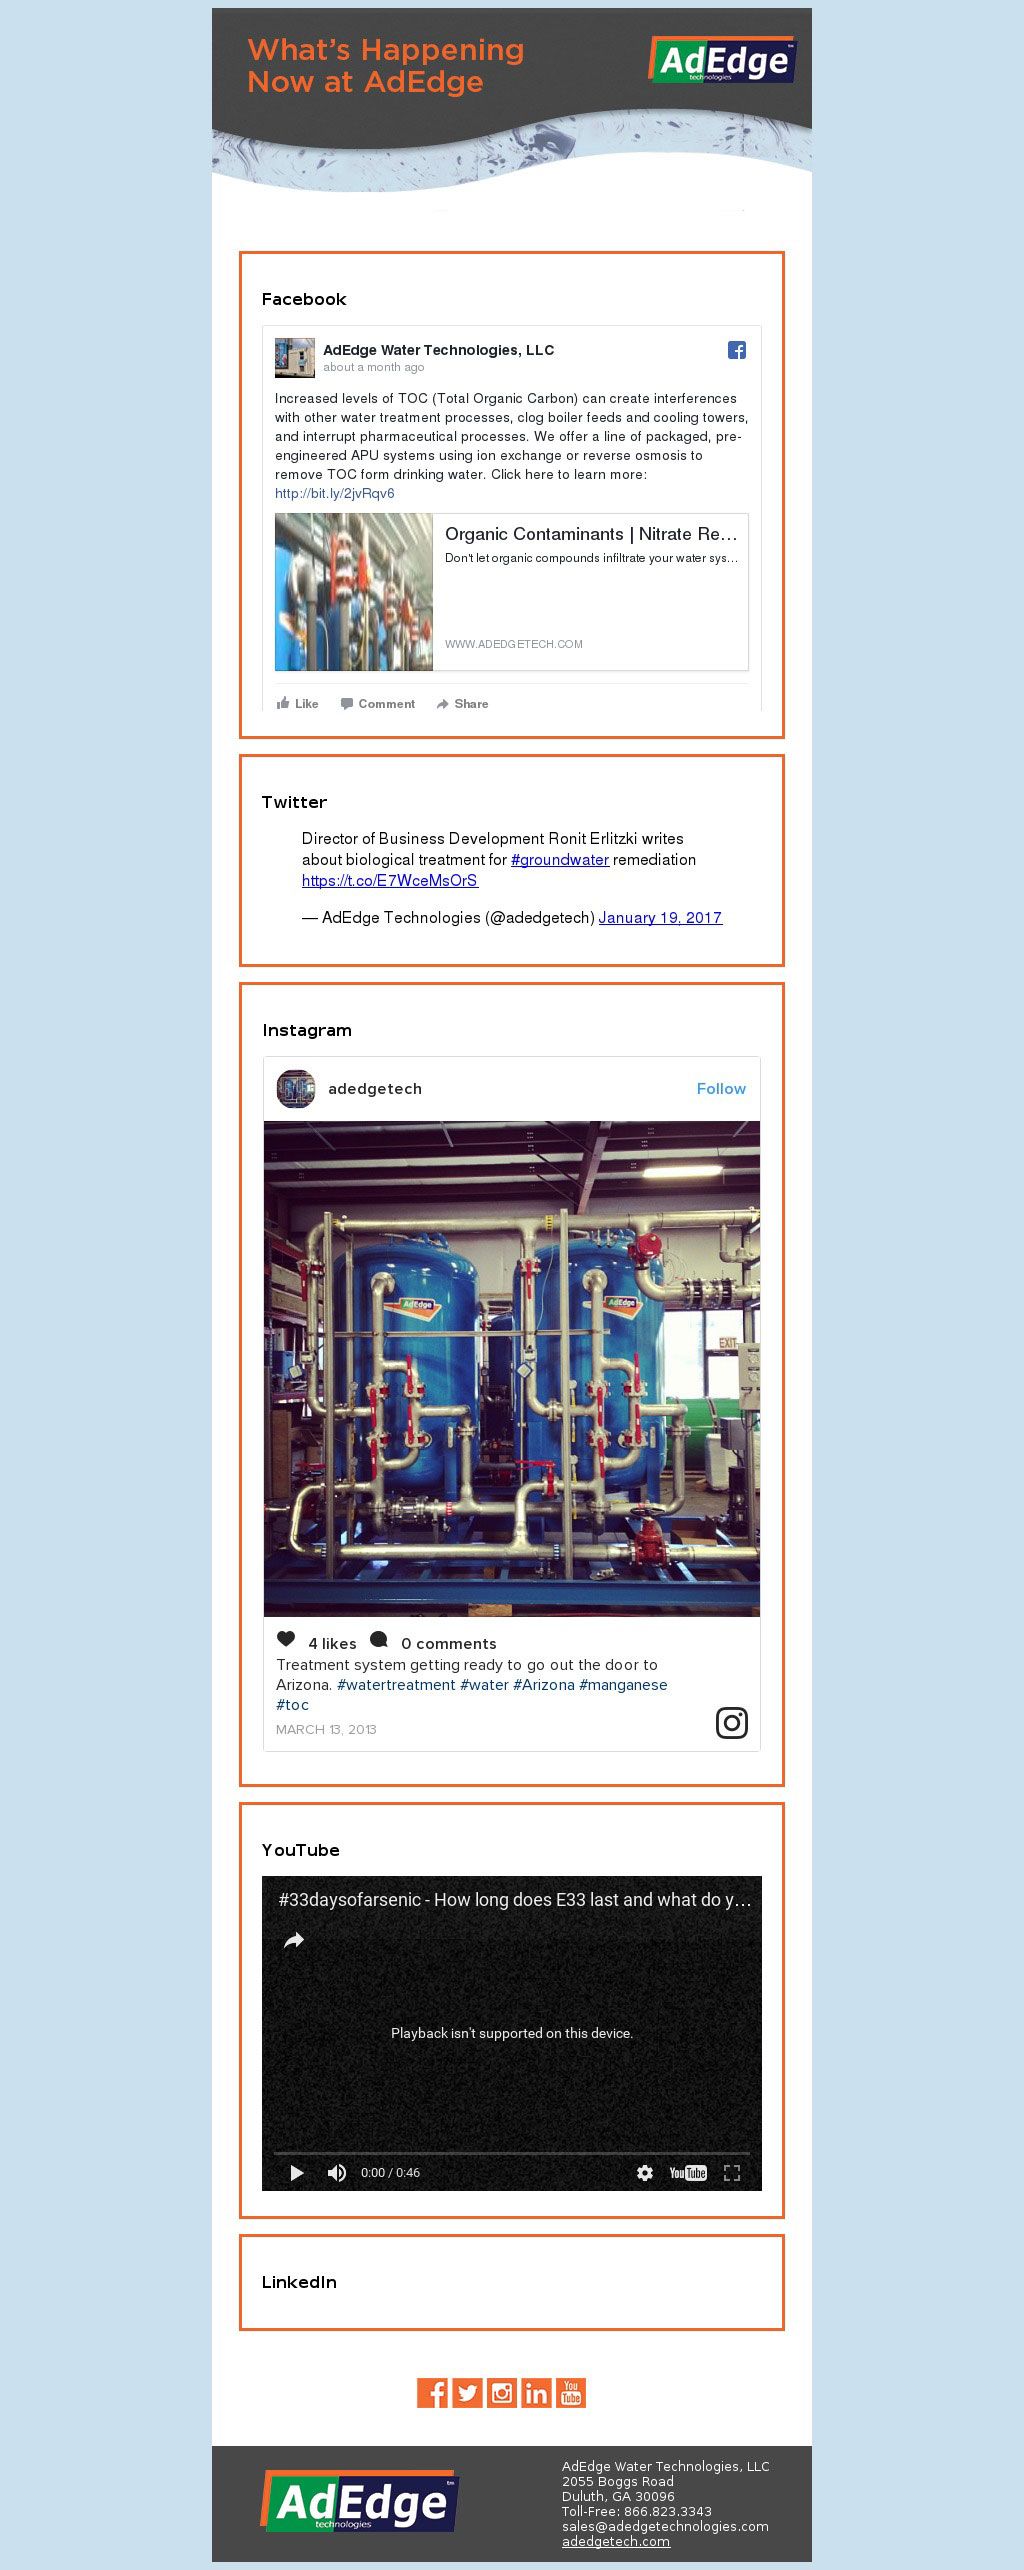 What's Happening
Now at AdEdge
AdEdge™
technologies
Facebook
AdEdge Water Technologies, LLC
about a month ago
Increased levels of TOC (Total Organic Carbon) can create interferences
with other water treatment processes, clog boiler feeds and cooling towers,
and interrupt pharmaceutical processes. We offer a line of packaged, pre-
engineered APU systems using ion exchange or reverse osmosis to
remove TOC form drinking water. Click here to learn more:
http://bit.ly/2jvRqv6
Organic Contaminants | Nitrate Re...
Don't let organic compounds infiltrate your water sys...
WWW.ADEDGETECH.COM
Like Comment Share
Twitter
Director of Business Development Ronit Erlitzki writes
about biological treatment for #groundwater remediation
https://t.co/E7WceMsOrS
— AdEdge Technologies (@adedgetech) January 19, 2017
Instagram
adedgetech Follow
AdEdge AdEdge
EXIT
4 likes 0 comments
Treatment system getting ready to go out the door to
Arizona. #watertreatment #water #Arizona #manganese
#toc
MARCH 13, 2013
YouTube
#33daysofarsenic - How long does E33 last and what do y...
Playback isn't supported on this device.
0:00 / 0:46 YouTube
LinkedIn
in You Tube
AdEdge™
technologies
AdEdge Water Technologies, LLC
2055 Boggs Road
Duluth, GA 30096
Toll-Free: 866.823.3343
sales@adedgetechnologies.com
adedgetech.com